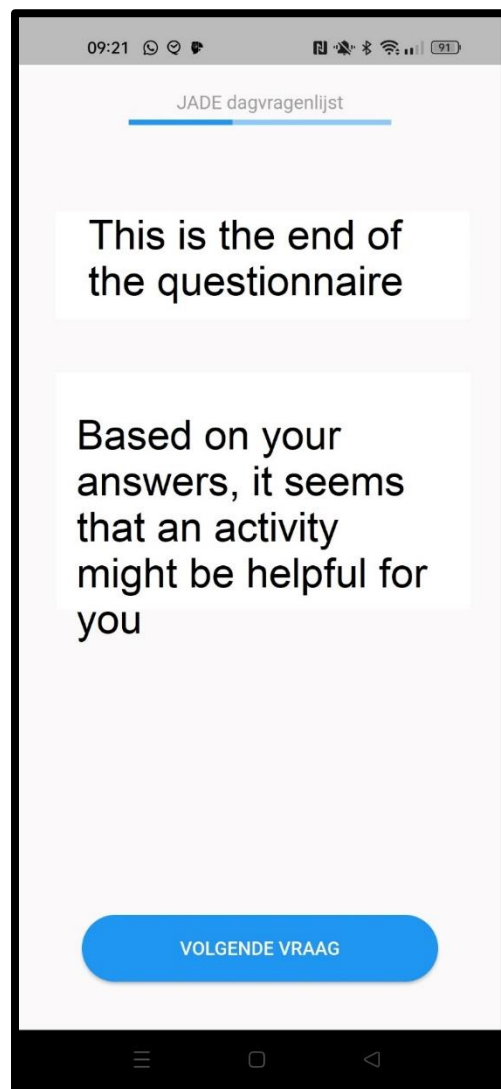 09:21
91
JADE dagvragenlijst
This is the end of
the questionnaire
Based on your
answers, it seems
that an activity
might be helpful for
you
VOLGENDE VRAAG